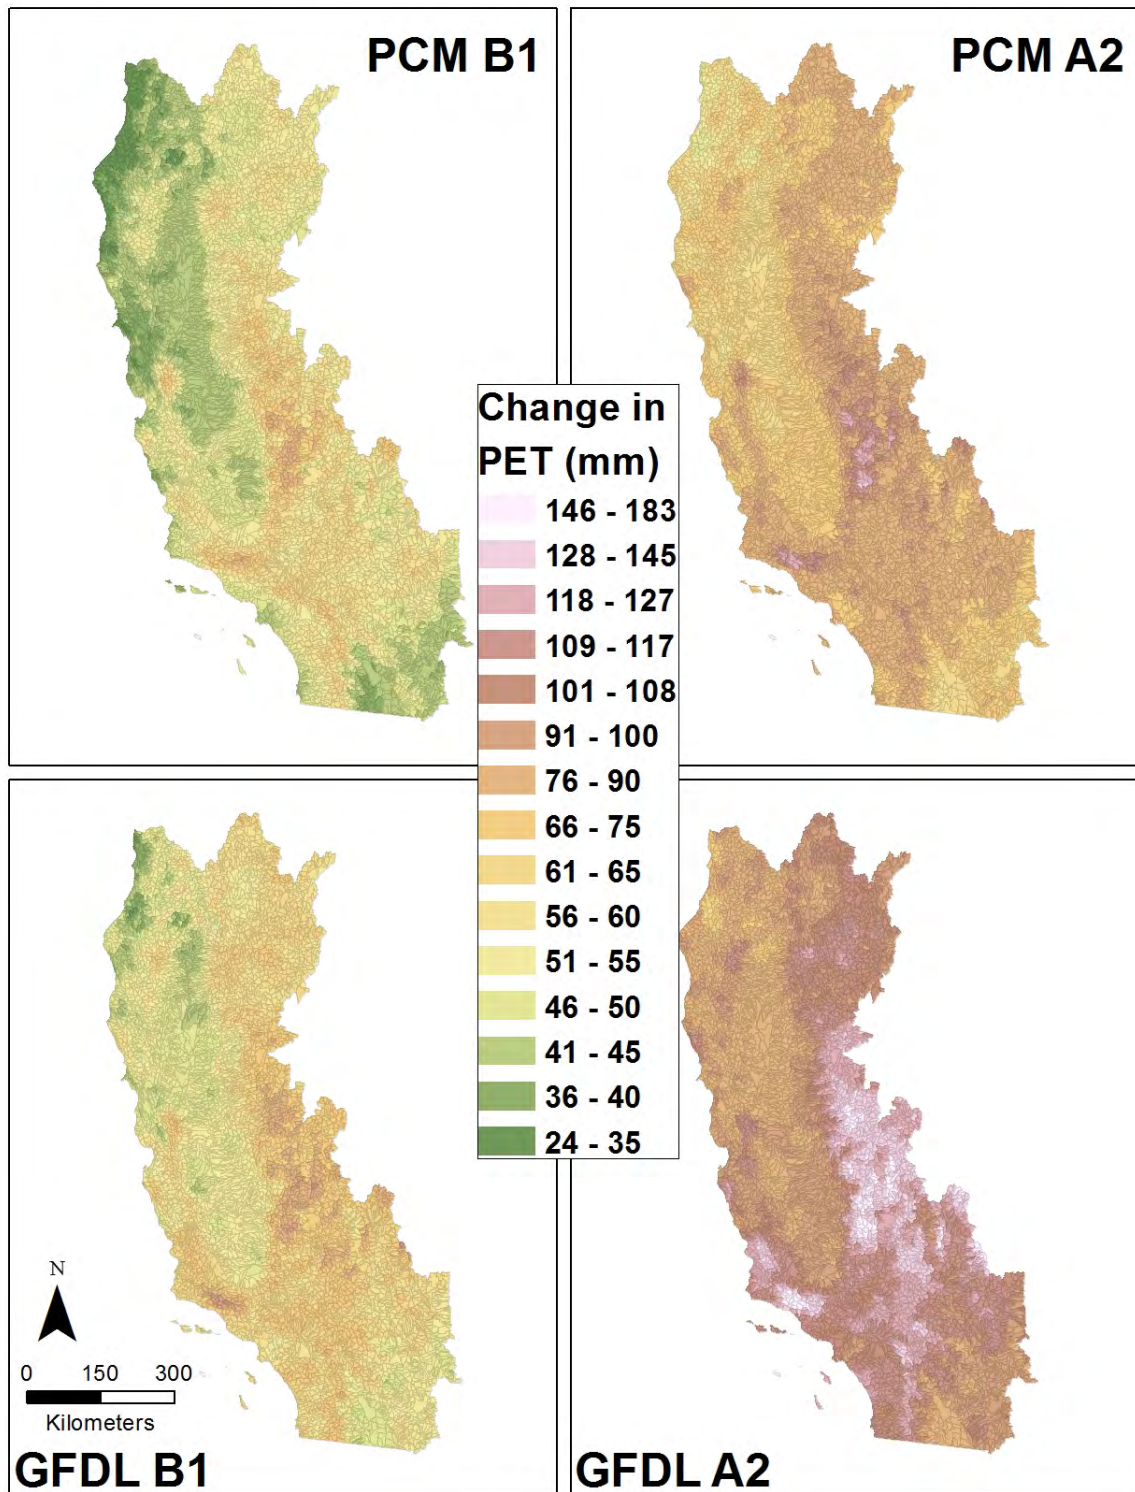 PCM B1
PCM A2
Change in
PET (mm)
146 - 183
128 - 145
118 - 127
109 - 117
101 - 108
91 - 100
76 - 90
66 - 75
61 - 65
56 - 60
51 - 55
46 - 50
41 - 45
36 - 40
24 - 35
N
0 150 300
Kilometers
GFDL B1
GFDL A2